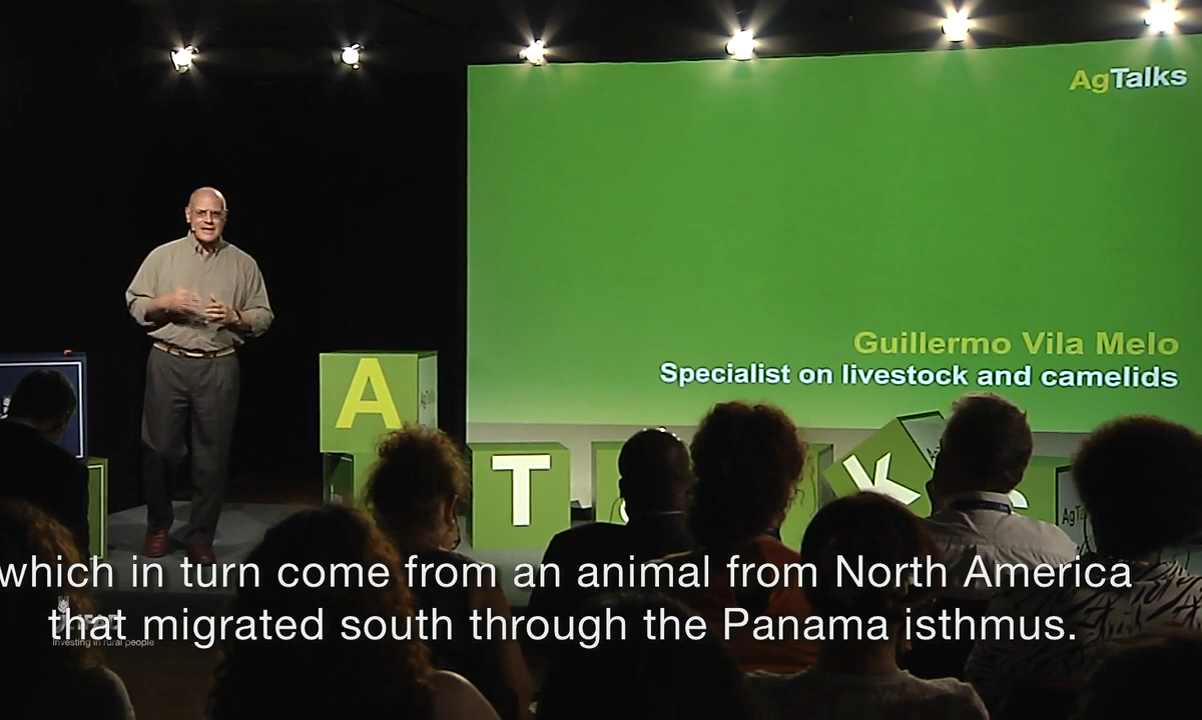 AgTalks
Guillermo Vila Melo
Specialist on livestock and camelids
A
T
K
which in turn come from an animal from North America
that migrated south through the Panama isthmus.
Investing in rural people